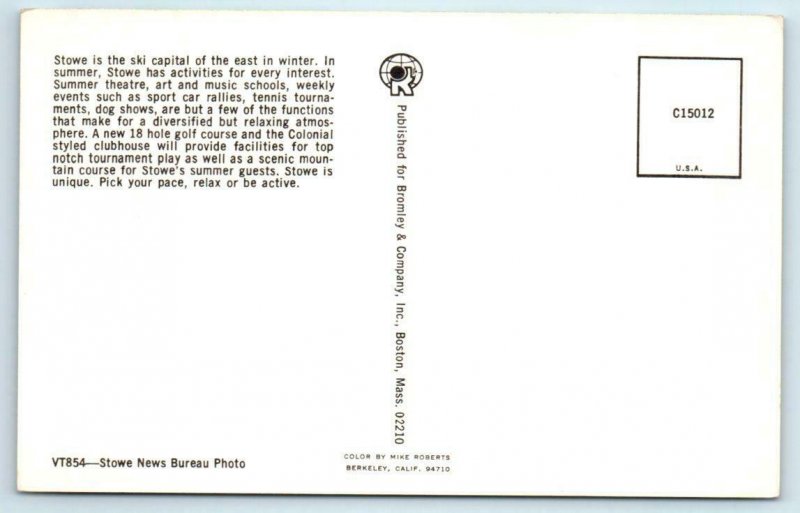 Stowe is the ski capital of the east in winter. In
summer, Stowe has activities for every interest.
Summer theatre, art and music schools, weekly
events such as sport car rallies, tennis tourna-
ments, dog shows, are but a few of the functions
that make for a diversified but relaxing atmos-
phere. A new 18 hole golf course and the Colonial
styled clubhouse will provide facilities for top
notch tournament play as well as a scenic moun-
tain course for Stowe's summer guests. Stowe is
unique. Pick your pace, relax or be active.
VT854—Stowe News Bureau Photo
Published for Bromley & Company, Inc., Boston, Mass. 02210
COLOR BY MIKE ROBERTS
BERKELEY, CALIF. 94710
C15012
U.S.A.